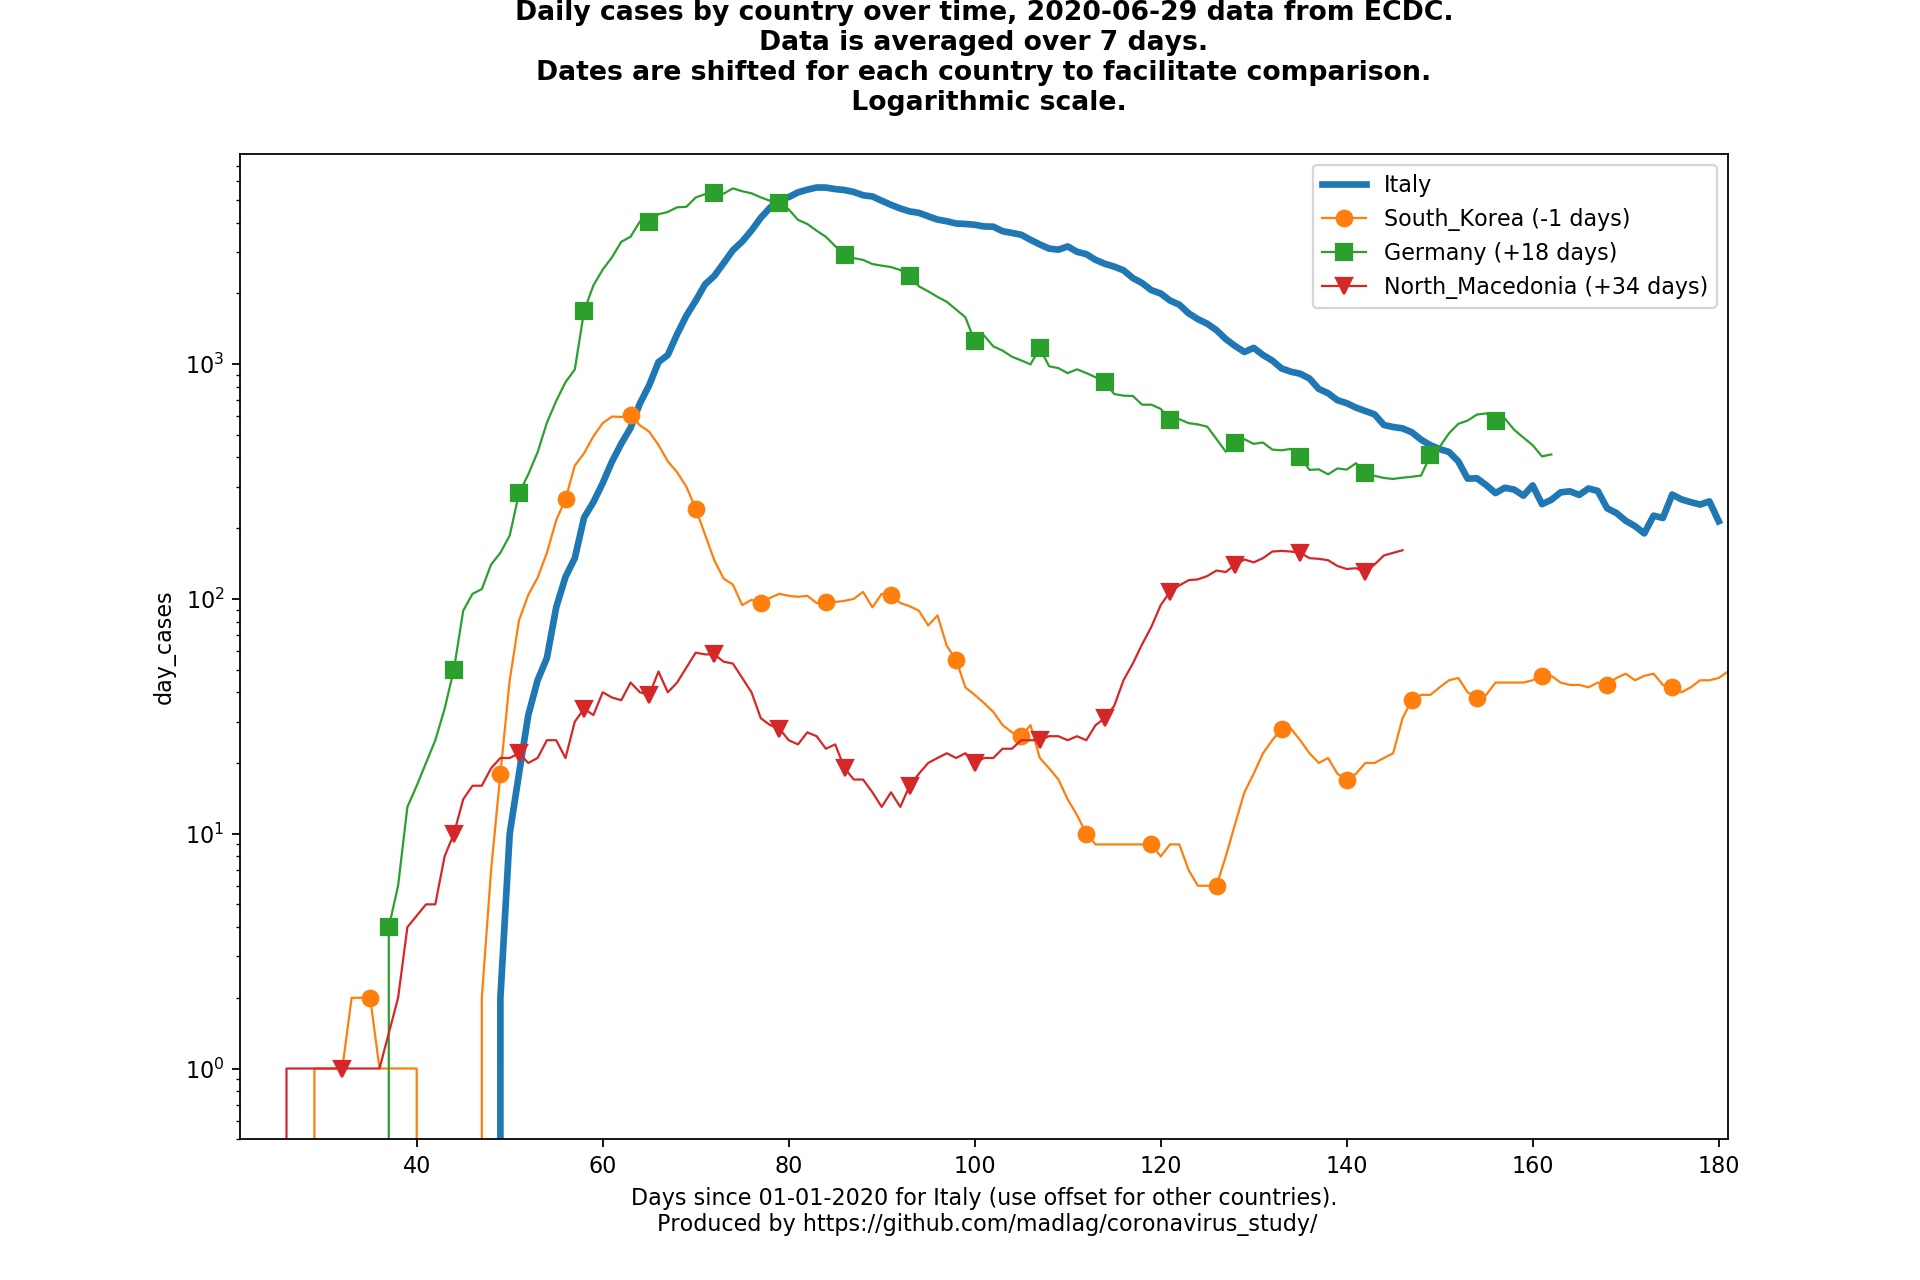 Daily cases by country over time, 2020-06-29 data from ECDC.
Data is averaged over 7 days.
Dates are shifted for each country to facilitate comparison.
Logarithmic scale.
Italy
South_Korea (-1 days)
Germany (+18 days)
North_Macedonia (+34 days)
day_cases
10³
10²
10¹
10⁰
40 60 80 100 120 140 160 180
Days since 01-01-2020 for Italy (use offset for other countries).
Produced by https://github.com/madlag/coronavirus_study/